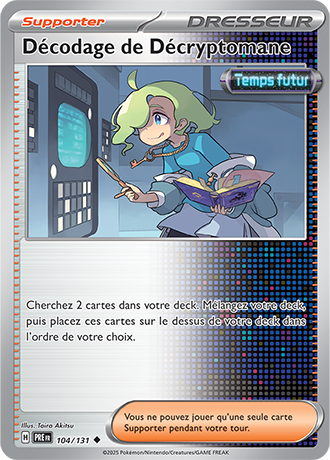 Supporter
DRESSEUR
Décodage de Décryptomane
Temps futur
Cherchez 2 cartes dans votre deck. Mélangez votre deck,
puis placez ces cartes sur le dessus de votre deck dans
l'ordre de votre choix.
Illus. Taira Akitsu
H PRE FR 104/131
Vous ne pouvez jouer qu'une seule carte
Supporter pendant votre tour.
©2025 Pokémon/Nintendo/Creatures/GAME FREAK